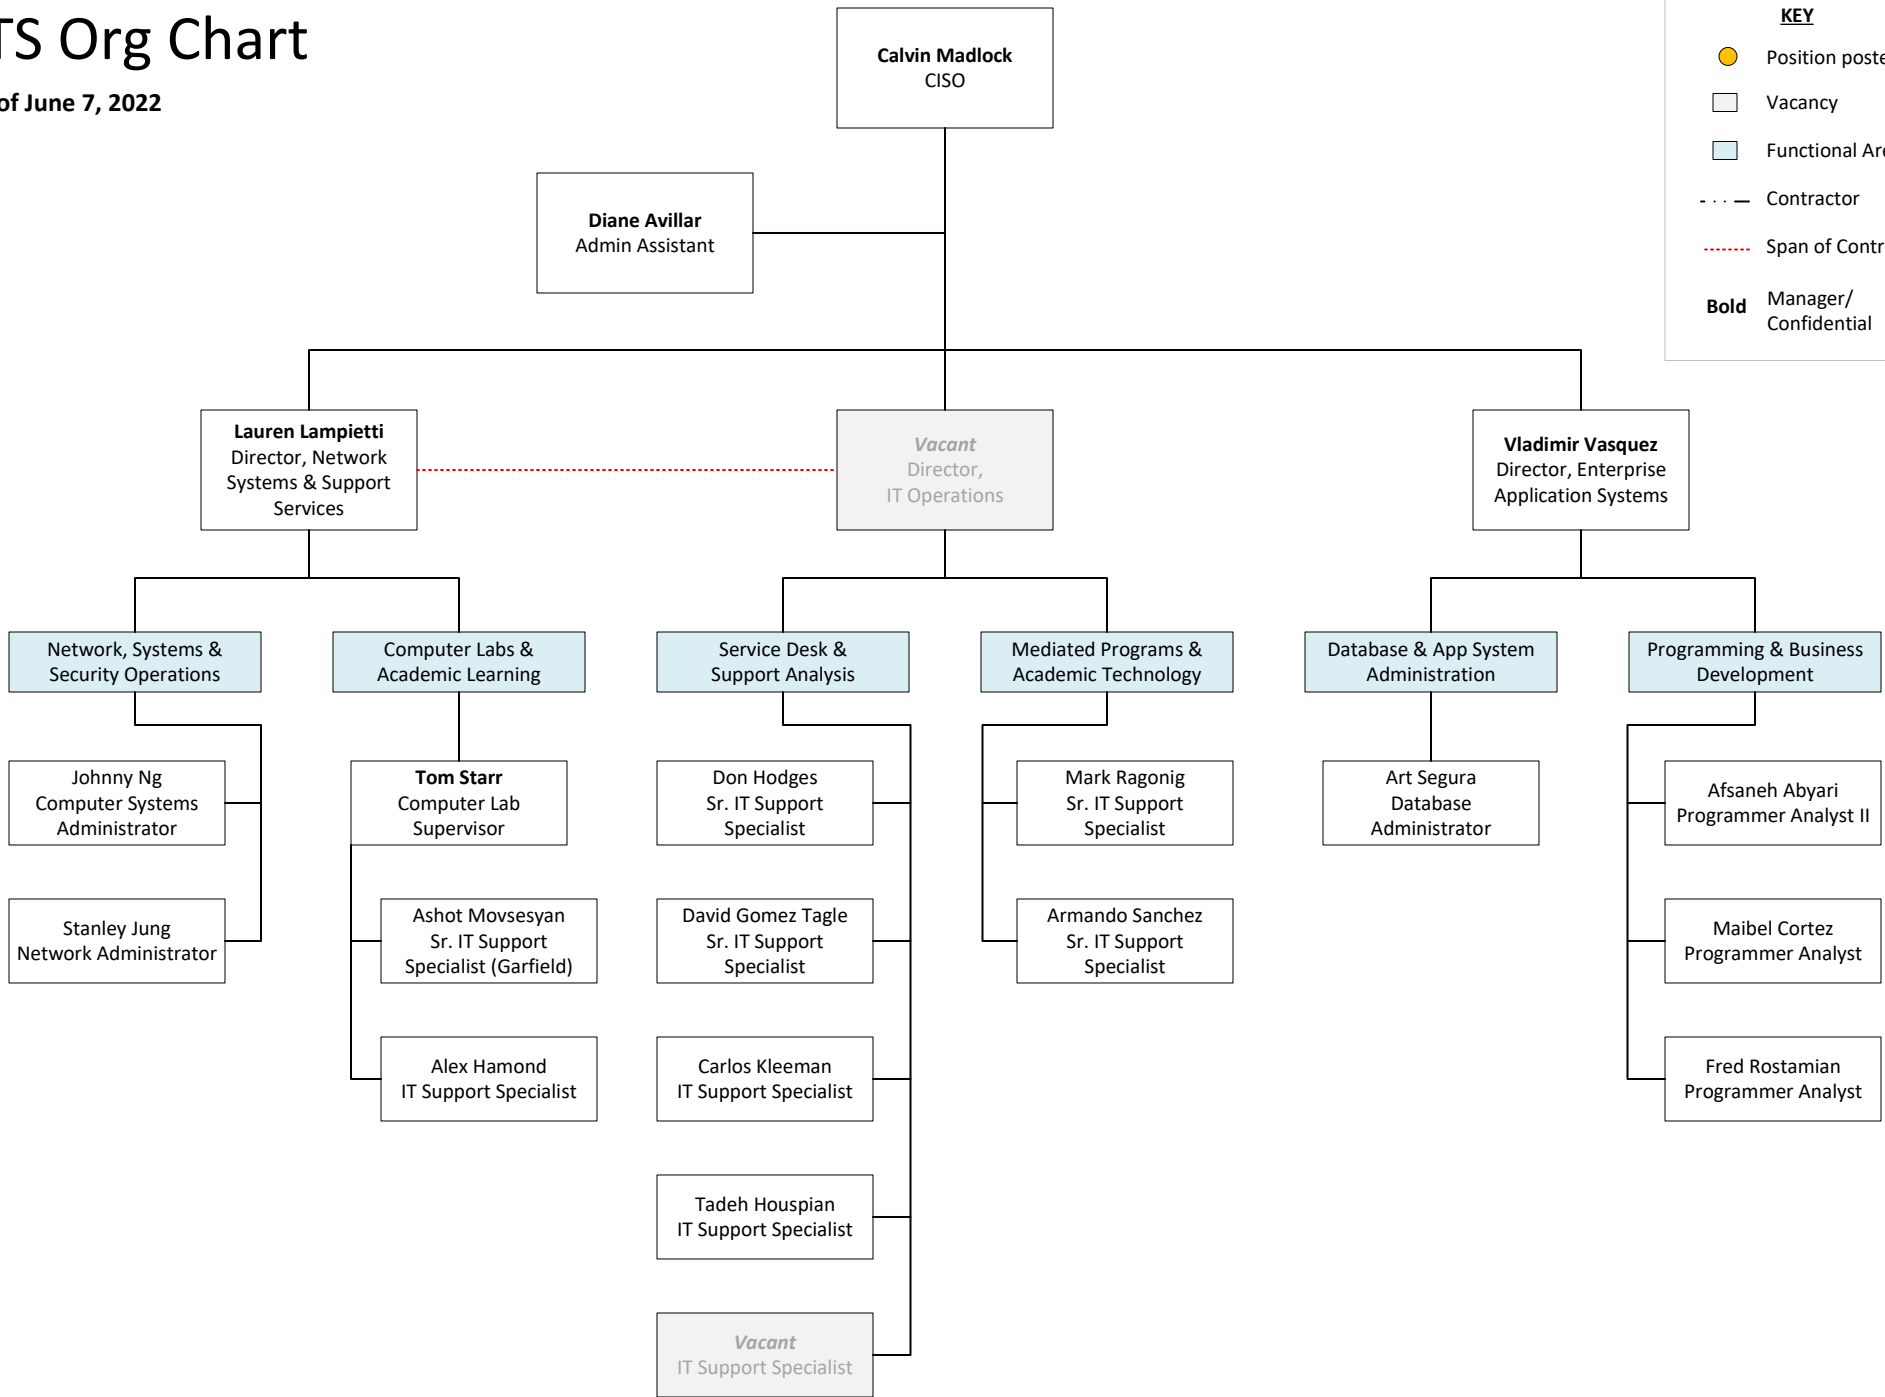 TS Org Chart
of June 7, 2022
KEY
Position poste
Vacancy
Functional Are
Contractor
Span of Contr
Bold
Manager/
Confidential
Calvin Madlock
CISO
Diane Avillar
Admin Assistant
Lauren Lampietti
Director, Network
Systems & Support
Services
Vacant
Director,
IT Operations
Vladimir Vasquez
Director, Enterprise
Application Systems
Network, Systems &
Security Operations
Computer Labs &
Academic Learning
Service Desk &
Support Analysis
Mediated Programs &
Academic Technology
Database & App System
Administration
Programming & Business
Development
Johnny Ng
Computer Systems
Administrator
Tom Starr
Computer Lab
Supervisor
Don Hodges
Sr. IT Support
Specialist
Mark Ragonig
Sr. IT Support
Specialist
Art Segura
Database
Administrator
Afsaneh Abyari
Programmer Analyst II
Stanley Jung
Network Administrator
Ashot Movsesyan
Sr. IT Support
Specialist (Garfield)
David Gomez Tagle
Sr. IT Support
Specialist
Armando Sanchez
Sr. IT Support
Specialist
Maibel Cortez
Programmer Analyst
Alex Hamond
IT Support Specialist
Carlos Kleeman
IT Support Specialist
Fred Rostamian
Programmer Analyst
Tadeh Houspian
IT Support Specialist
Vacant
IT Support Specialist